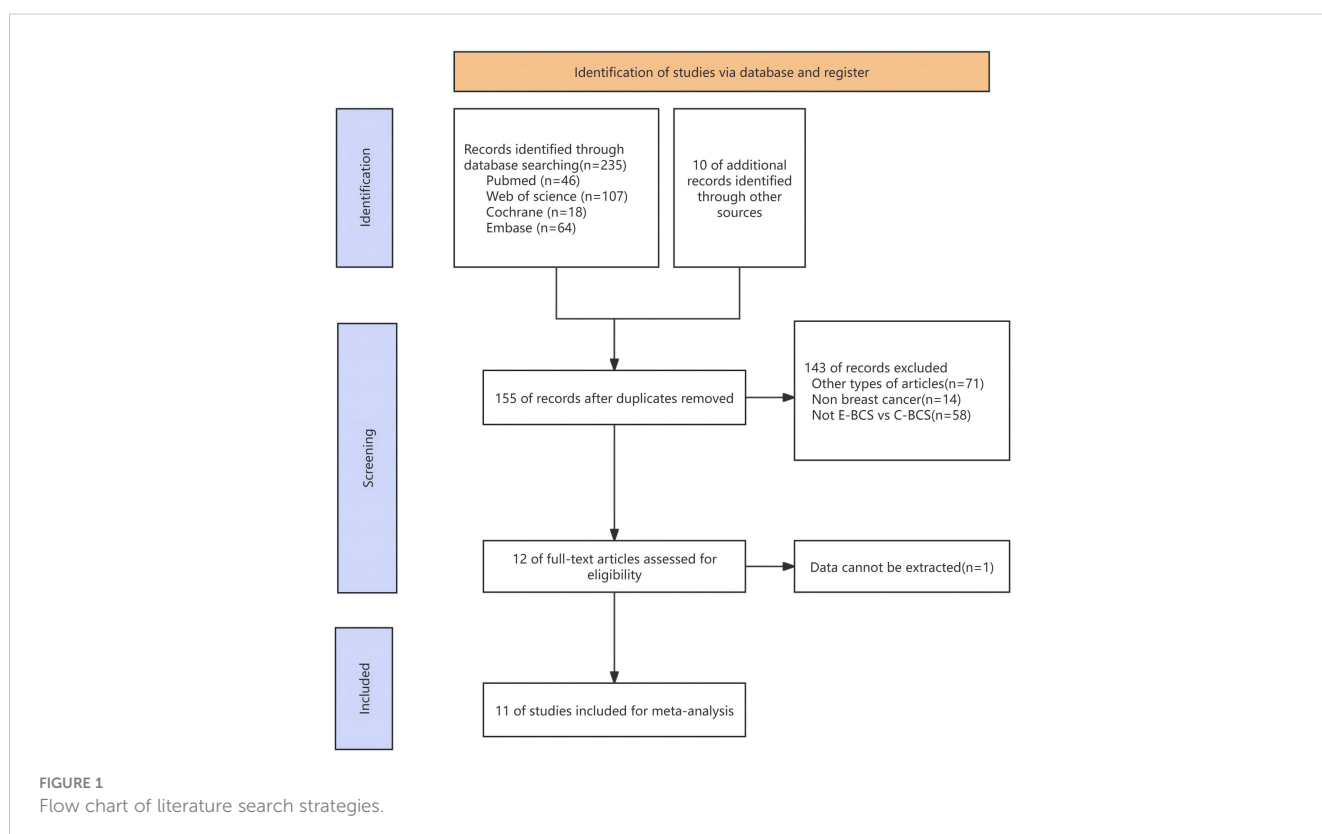 Identification of studies via database and register
Identification
Records identified through
database searching(n=235)
Pubmed (n=46)
Web of science (n=107)
Cochrane (n=18)
Embase (n=64)
10 of additional
records identified
through other
sources
Screening
155 of records after duplicates removed
143 of records excluded
Other types of articles(n=71)
Non breast cancer(n=14)
Not E-BCS vs C-BCS(n=58)
12 of full-text articles assessed for
eligibility
Data cannot be extracted(n=1)
Included
11 of studies included for meta-analysis
FIGURE 1
Flow chart of literature search strategies.